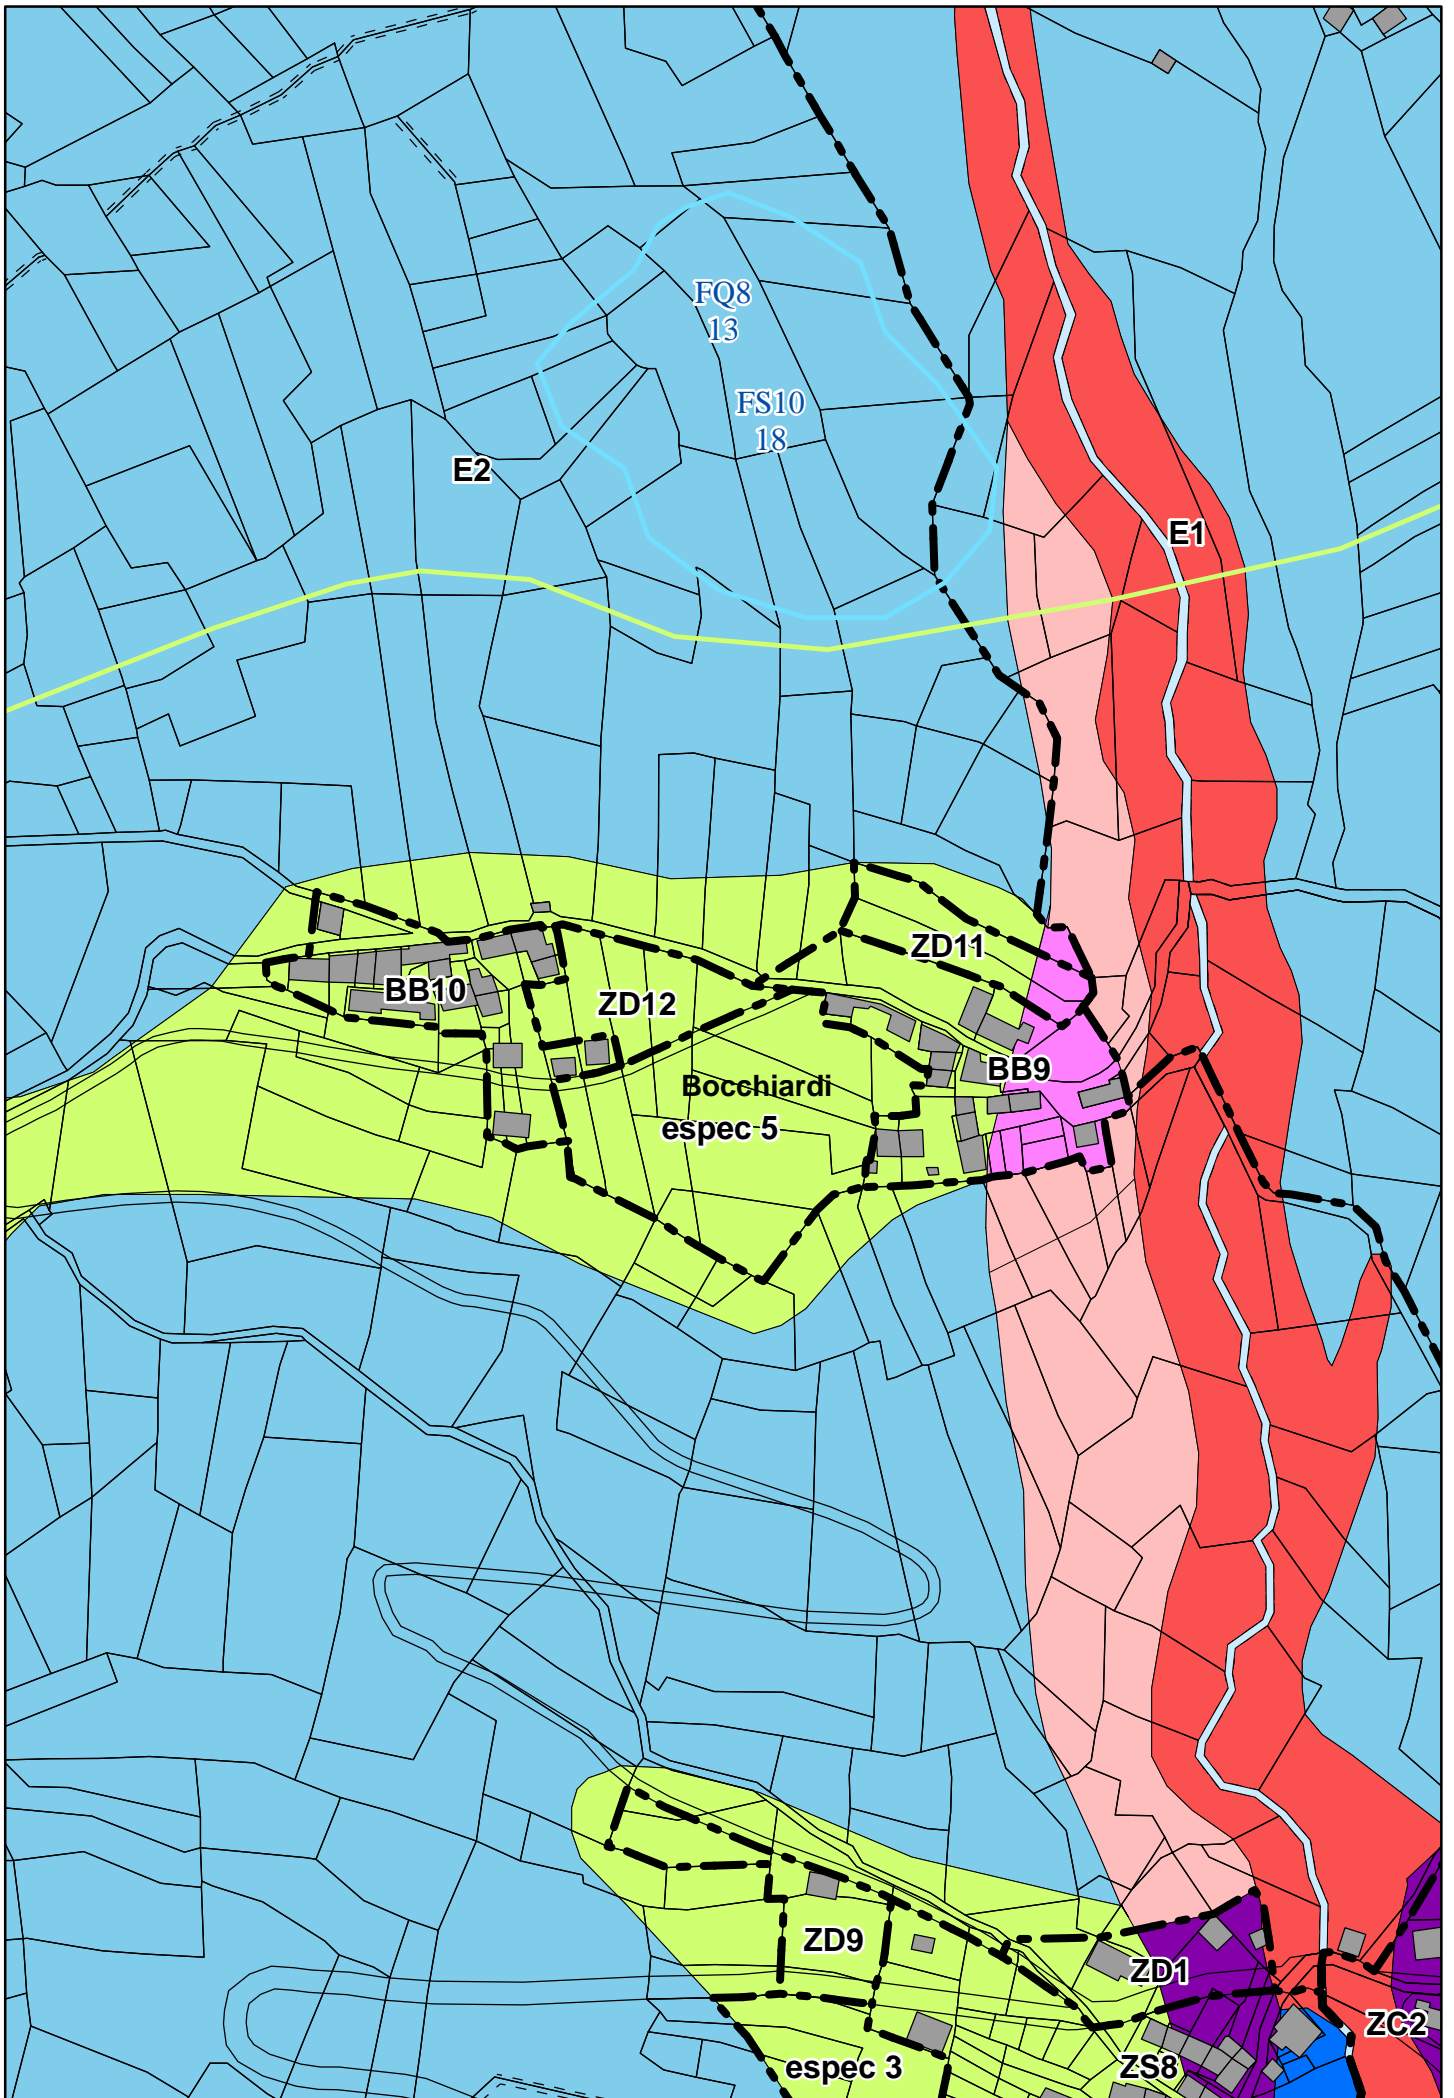 FQ8
13
FS10
18
E2
E1
ZD11
BB10
ZD12
BB9
Bocchiardi
espec 5
ZD9
ZD1
ZC2
espec 3
ZS8